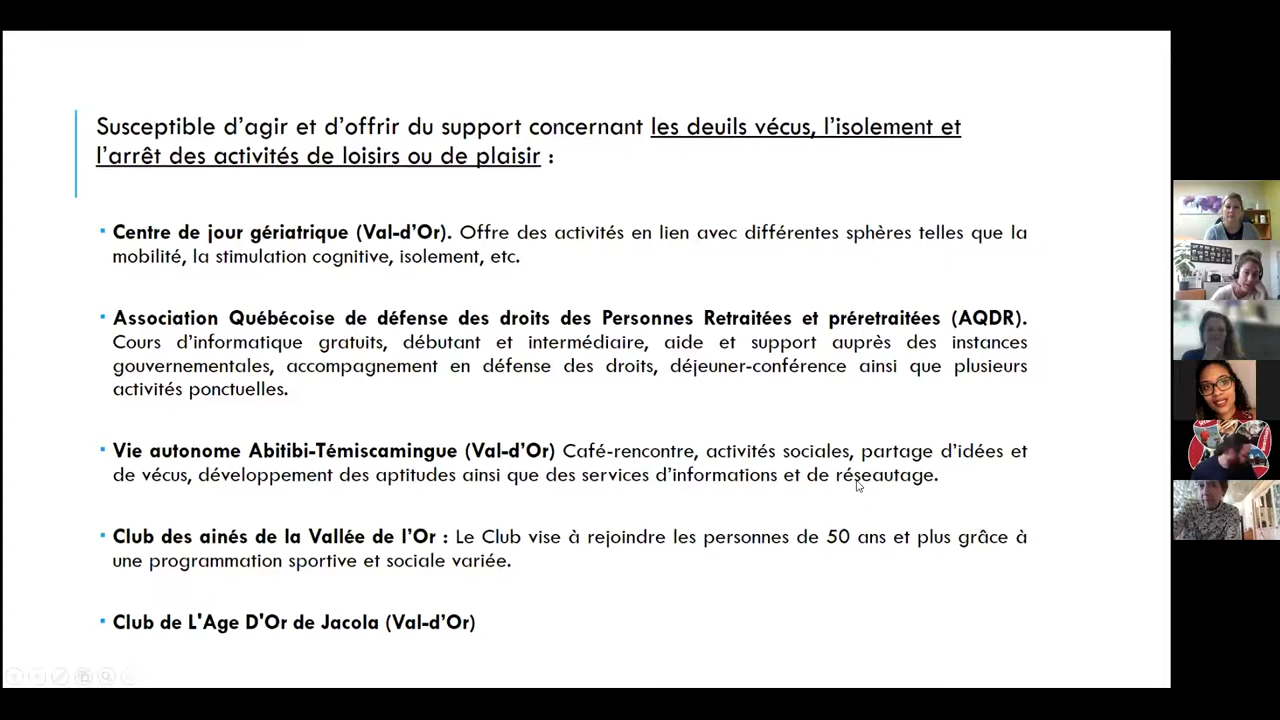 Susceptible d’agir et d’offrir du support concernant les deuils vécus, l’isolement et
l’arrêt des activités de loisirs ou de plaisir :
Centre de jour gériatrique (Val-d’Or). Offre des activités en lien avec différentes sphères telles que la
mobilité, la stimulation cognitive, isolement, etc.
Association Québécoise de défense des droits des Personnes Retraitées et préretraitées (AQDR).
Cours d’informatique gratuits, débutant et intermédiaire, aide et support auprès des instances
gouvernementales, accompagnement en défense des droits, déjeuner-conférence ainsi que plusieurs
activités ponctuelles.
Vie autonome Abitibi-Témiscamingue (Val-d’Or) Café-rencontre, activités sociales, partage d’idées et
de vécus, développement des aptitudes ainsi que des services d’informations et de réseautage.
Club des ainés de la Vallée de l’Or : Le Club vise à rejoindre les personnes de 50 ans et plus grâce à
une programmation sportive et sociale variée.
Club de L'Age D'Or de Jacola (Val-d’Or)